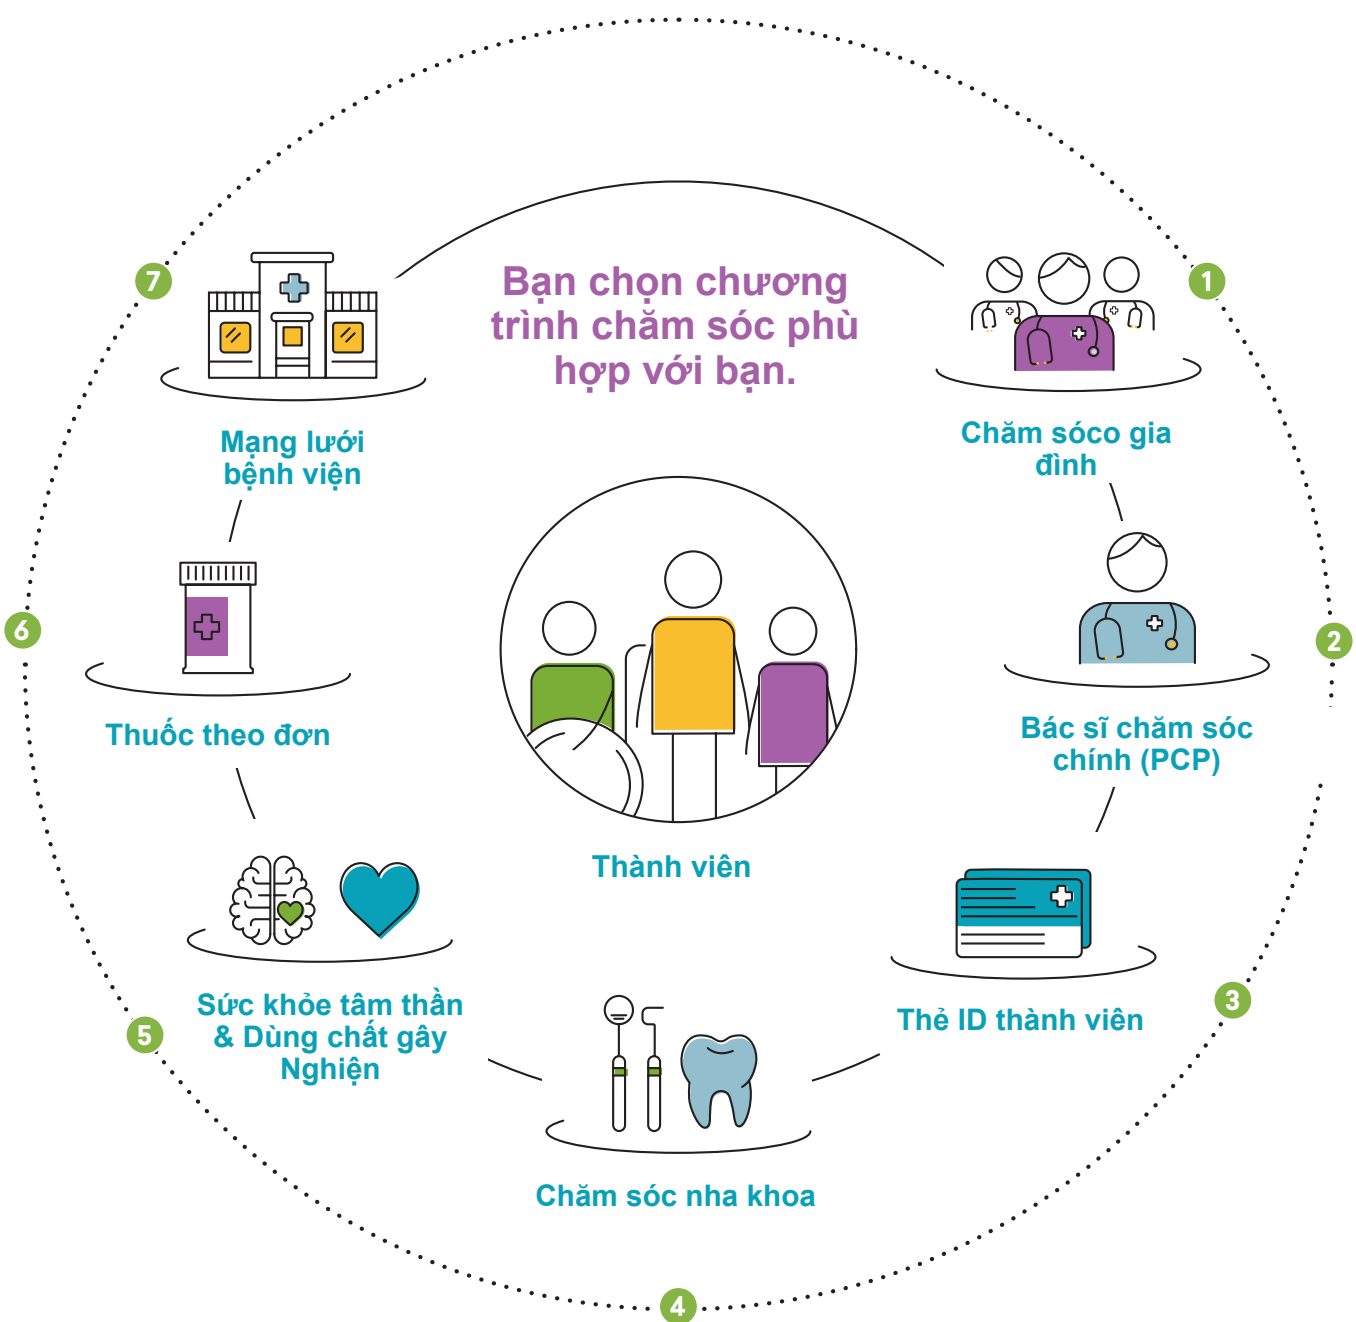 Bạn chọn chương
trình chăm sóc phù
hợp với bạn.
1
Chăm sóco gia
đình
2
Bác sĩ chăm sóc
chính (PCP)
3
Thẻ ID thành viên
4
Chăm sóc nha khoa
5
Sức khỏe tâm thần
& Dùng chất gây
Nghiện
6
Thuốc theo đơn
7
Mạng lưới
bệnh viện
Thành viên